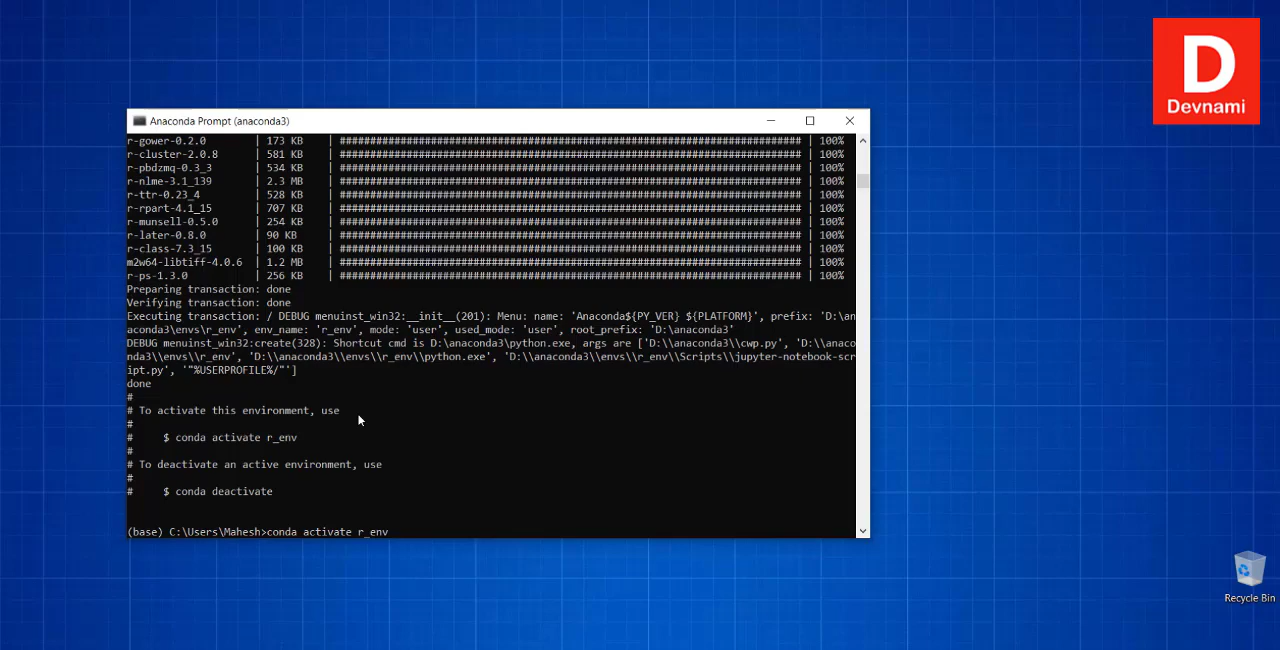 D
Devnami
Anaconda Prompt (anaconda3)
r-gower-0.2.0 | 173 KB | ############################################################################ | 100%
r-cluster-2.0.8 | 581 KB | ############################################################################ | 100%
r-pbdzmq-0.3_3 | 534 KB | ############################################################################ | 100%
r-nlme-3.1_139 | 2.3 MB | ############################################################################ | 100%
r-ttr-0.23_4 | 528 KB | ############################################################################ | 100%
r-rpart-4.1_15 | 707 KB | ############################################################################ | 100%
r-munsell-0.5.0 | 254 KB | ############################################################################ | 100%
r-later-0.8.0 | 90 KB | ############################################################################ | 100%
r-class-7.3_15 | 100 KB | ############################################################################ | 100%
m2w64-libtiff-4.0.6 | 1.2 MB | ############################################################################ | 100%
r-ps-1.3.0 | 256 KB | ############################################################################ | 100%
Preparing transaction: done
Verifying transaction: done
Executing transaction: / DEBUG menuinst_win32:__init__(201): Menu: name: 'Anaconda${PY_VER} ${PLATFORM}', prefix: 'D:\an
aconda3\envs\r_env', env_name: 'r_env', mode: 'user', used_mode: 'user', root_prefix: 'D:\anaconda3'
DEBUG menuinst_win32:create(328): Shortcut cmd is D:\anaconda3\python.exe, args are ['D:\\anaconda3\\cwp.py', 'D:\\anaco
nda3\\envs\\r_env', 'D:\\anaconda3\\envs\\r_env\\python.exe', 'D:\\anaconda3\\envs\\r_env\\Scripts\\jupyter-notebook-scr
ipt.py', '"%USERPROFILE%/"']
done
#
# To activate this environment, use
#
# $ conda activate r_env
#
# To deactivate an active environment, use
#
# $ conda deactivate
(base) C:\Users\Mahesh>conda activate r_env
Recycle Bin